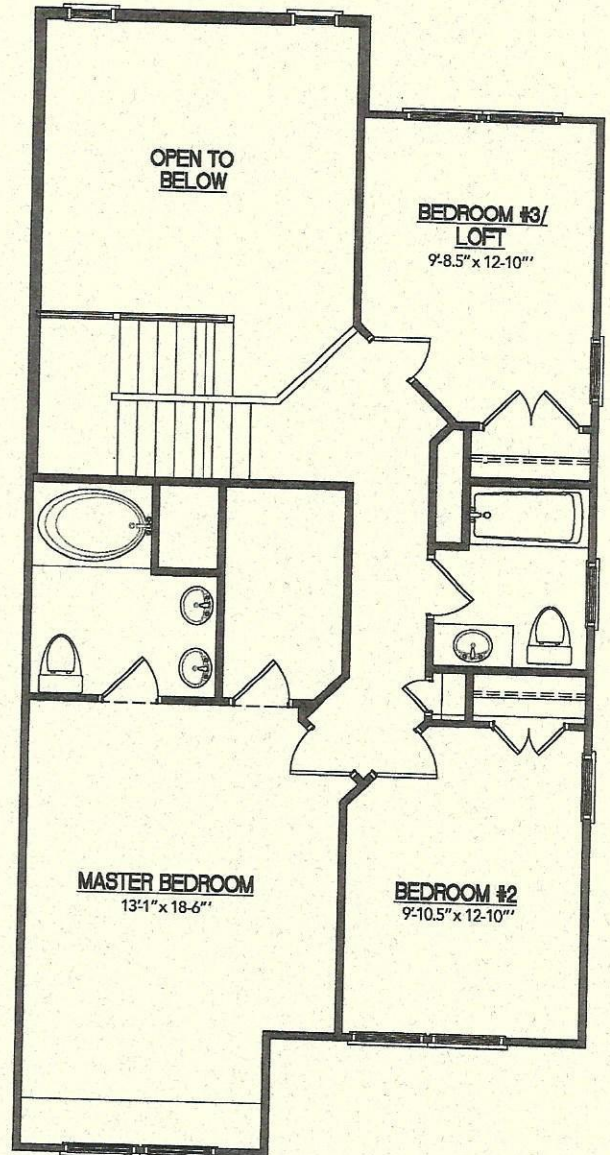 OPEN TO
BELOW
BEDROOM #3/
LOFT
9'-8.5" x 12-10"'
MASTER BEDROOM
13'-1" x 18-6"'
BEDROOM #2
9'-10.5" x 12-10"'